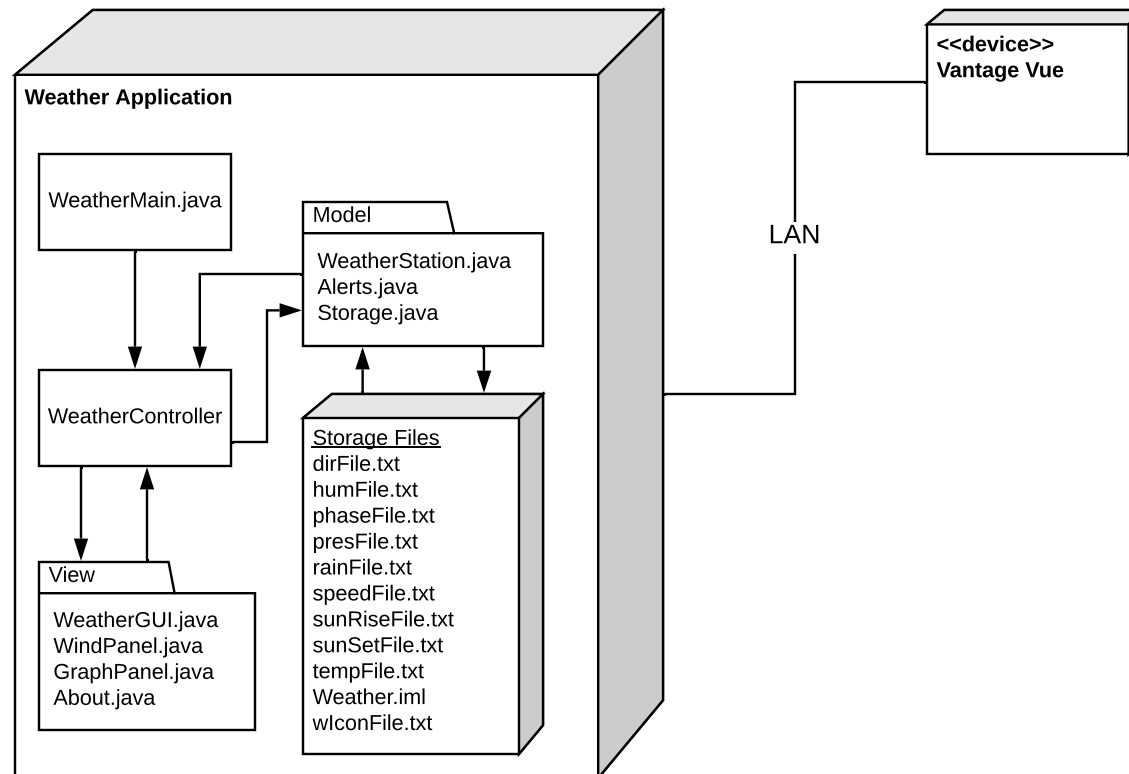 <<device>>
Vantage Vue
Weather Application
WeatherMain.java
Model
WeatherStation.java
Alerts.java
Storage.java
LAN
WeatherController
Storage Files
dirFile.txt
humFile.txt
phaseFile.txt
presFile.txt
rainFile.txt
speedFile.txt
sunRiseFile.txt
sunSetFile.txt
tempFile.txt
Weather.iml
wIconFile.txt
View
WeatherGUI.java
WindPanel.java
GraphPanel.java
About.java